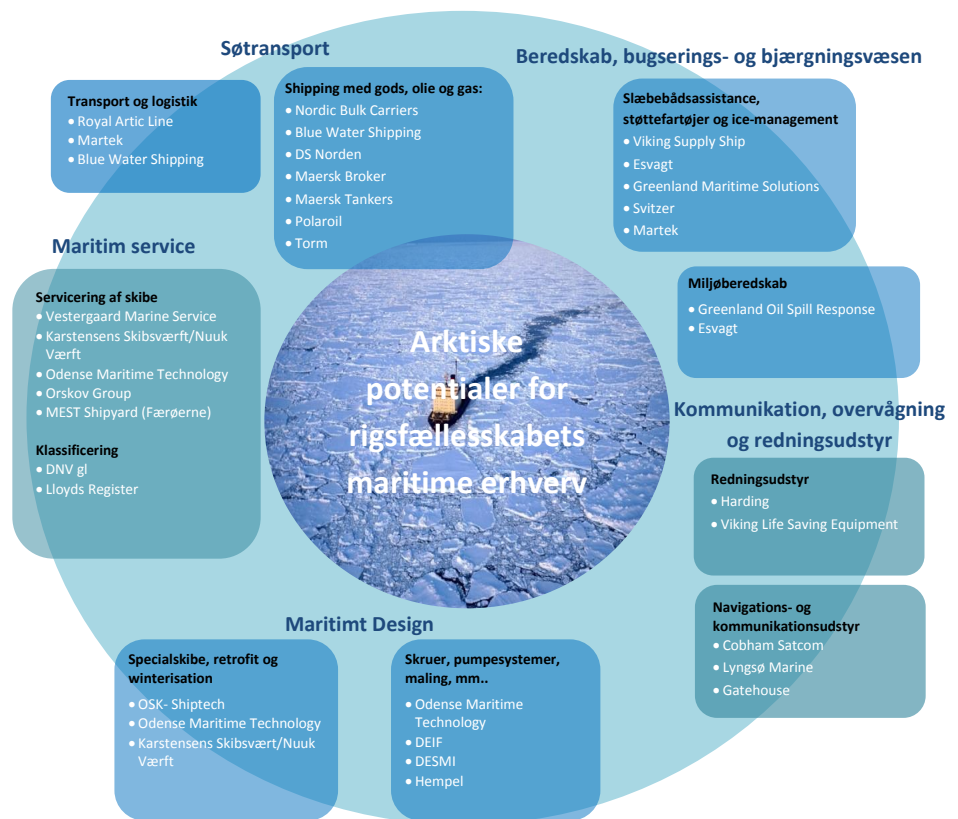 Søtransport
Transport og logistik
• Royal Artic Line
• Martek
• Blue Water Shipping
Shipping med gods, olie og gas:
• Nordic Bulk Carriers
• Blue Water Shipping
• DS Norden
• Maersk Broker
• Maersk Tankers
• Polaroil
• Torm
Beredskab, bugserings- og bjærgningsvæsen
Slæbebådsassistance,
støttefartøjer og ice-management
• Viking Supply Ship
• Esvagt
• Greenland Maritime Solutions
• Svitzer
• Martek
Miljøberedskab
• Greenland Oil Spill Response
• Esvagt
Maritim service
Servicering af skibe
• Vestergaard Marine Service
• Karstensens Skibsværft/Nuuk
Værft
• Odense Maritime Technology
• Orskov Group
• MEST Shipyard (Færøerne)
Klassificering
• DNV gl
• Lloyds Register
Arktiske
potentialer for
rigsfællesskabets
maritime erhverv
Kommunikation, overvågning
og redningsudstyr
Redningsudstyr
• Harding
• Viking Life Saving Equipment
Navigations- og
kommunikationsudstyr
• Cobham Satcom
• Lyngsø Marine
• Gatehouse
Maritimt Design
Specialskibe, retrofit og
winterisation
• OSK- Shiptech
• Odense Maritime Technology
• Karstensens Skibsvært/Nuuk
Værft
Skruer, pumpesystemer,
maling, mm..
• Odense Maritime
Technology
• DEIF
• DESMI
• Hempel